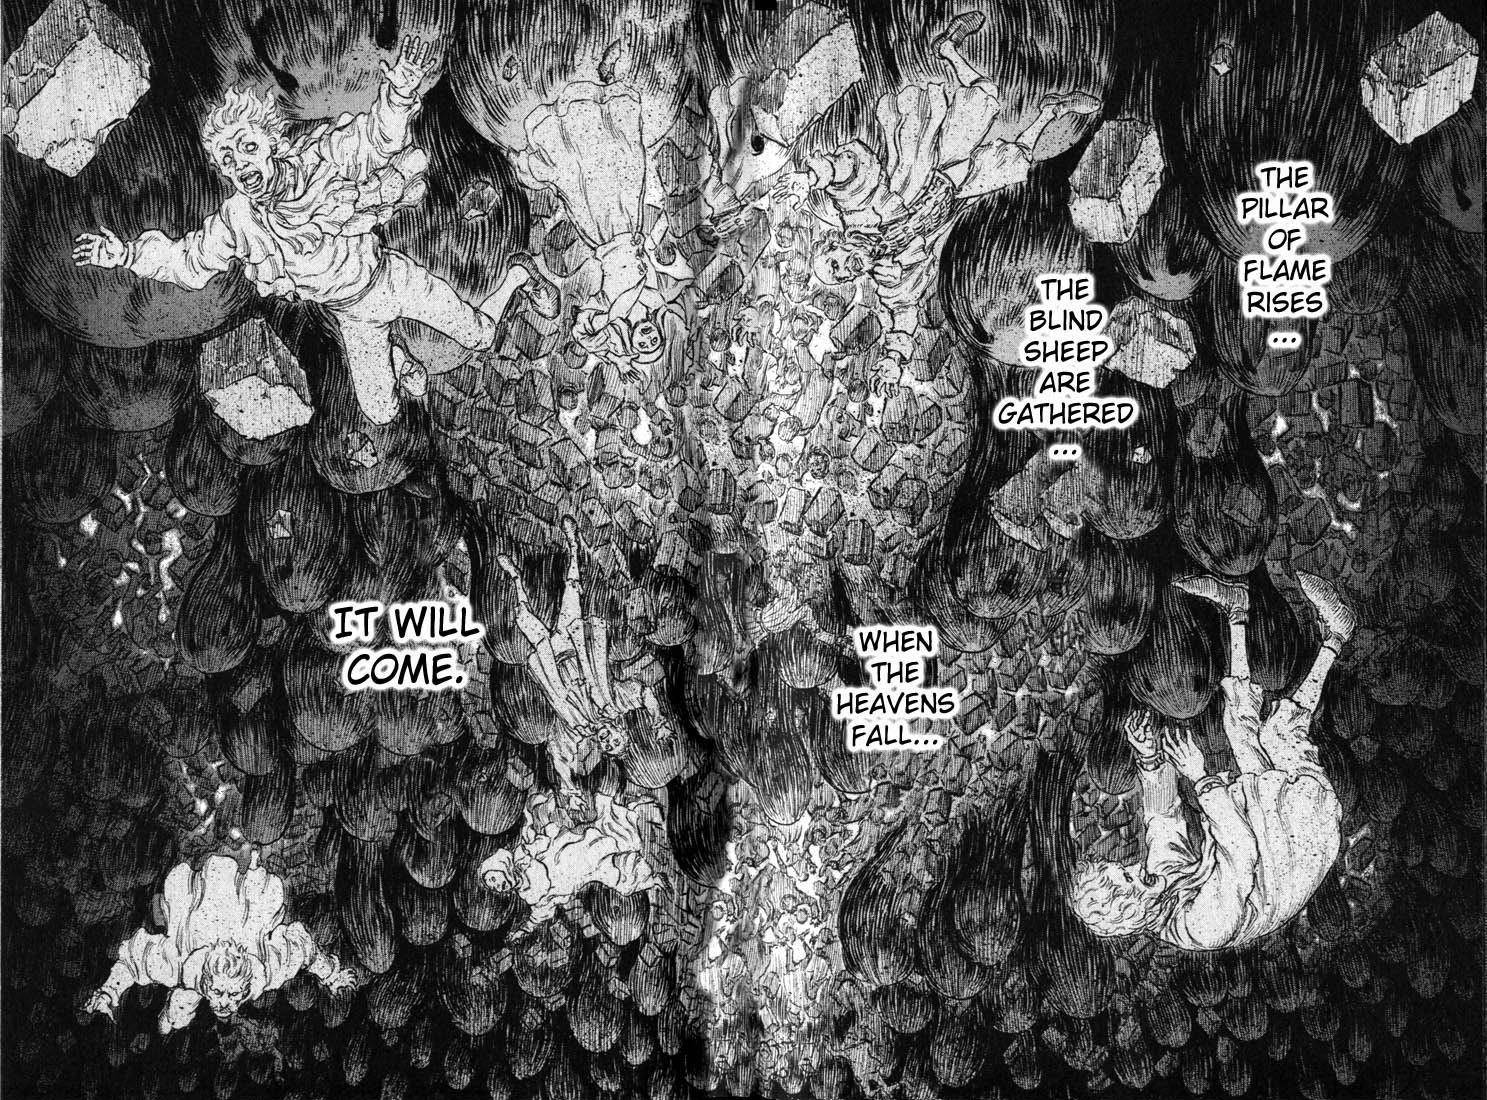 THE
PILLAR
OF
FLAME
RISES
...
THE
BLIND
SHEEP
ARE
GATHERED
...
WHEN
THE
HEAVENS
FALL...
IT WILL
COME.